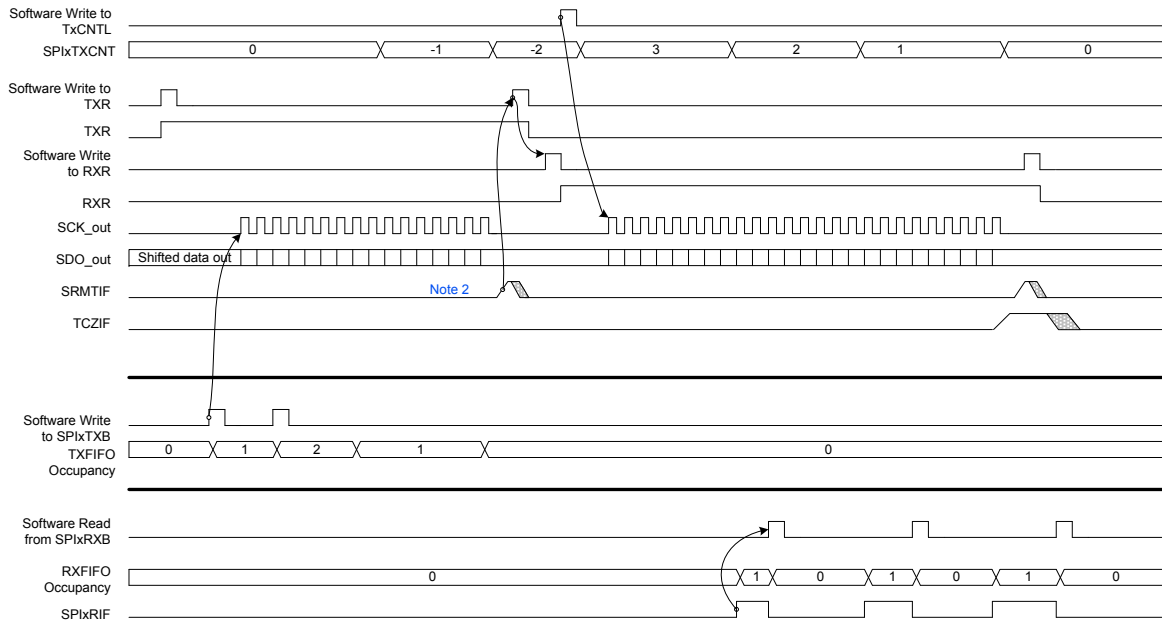 Software Write to
TxCNTL
SPIxTXCNT 0 -1 -2 3 2 1 0
Software Write to
TXR
TXR
Software Write
to RXR
RXR
SCK_out
SDO_out Shifted data out
SRMTIF Note 2
TCZIF
Software Write
to SPIxTXB
TXFIFO 0 1 2 1 0
Occupancy
Software Read
from SPIxRXB
RXFIFO 0 1 0 1 0 1 0
Occupancy
SPIxRIF